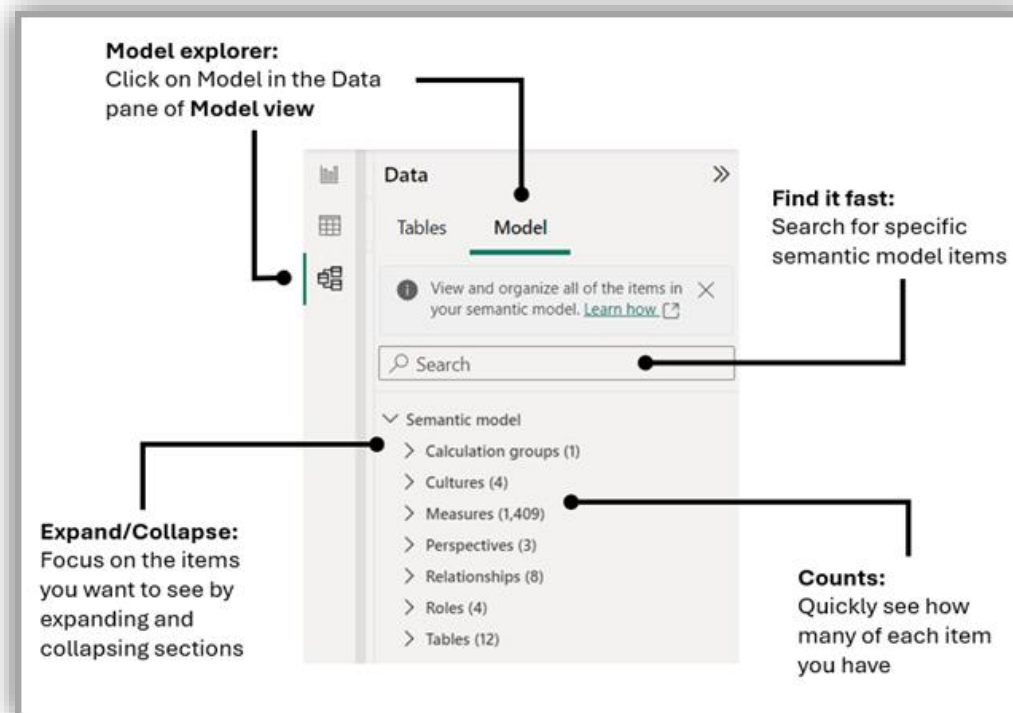 Model explorer:
Click on Model in the Data
pane of Model view
Data
Tables Model
View and organize all of the items in
your semantic model. Learn how
Search
Semantic model
Calculation groups (1)
Cultures (4)
Measures (1,409)
Perspectives (3)
Relationships (8)
Roles (4)
Tables (12)
Find it fast:
Search for specific
semantic model items
Expand/Collapse:
Focus on the items
you want to see by
expanding and
collapsing sections
Counts:
Quickly see how
many of each item
you have